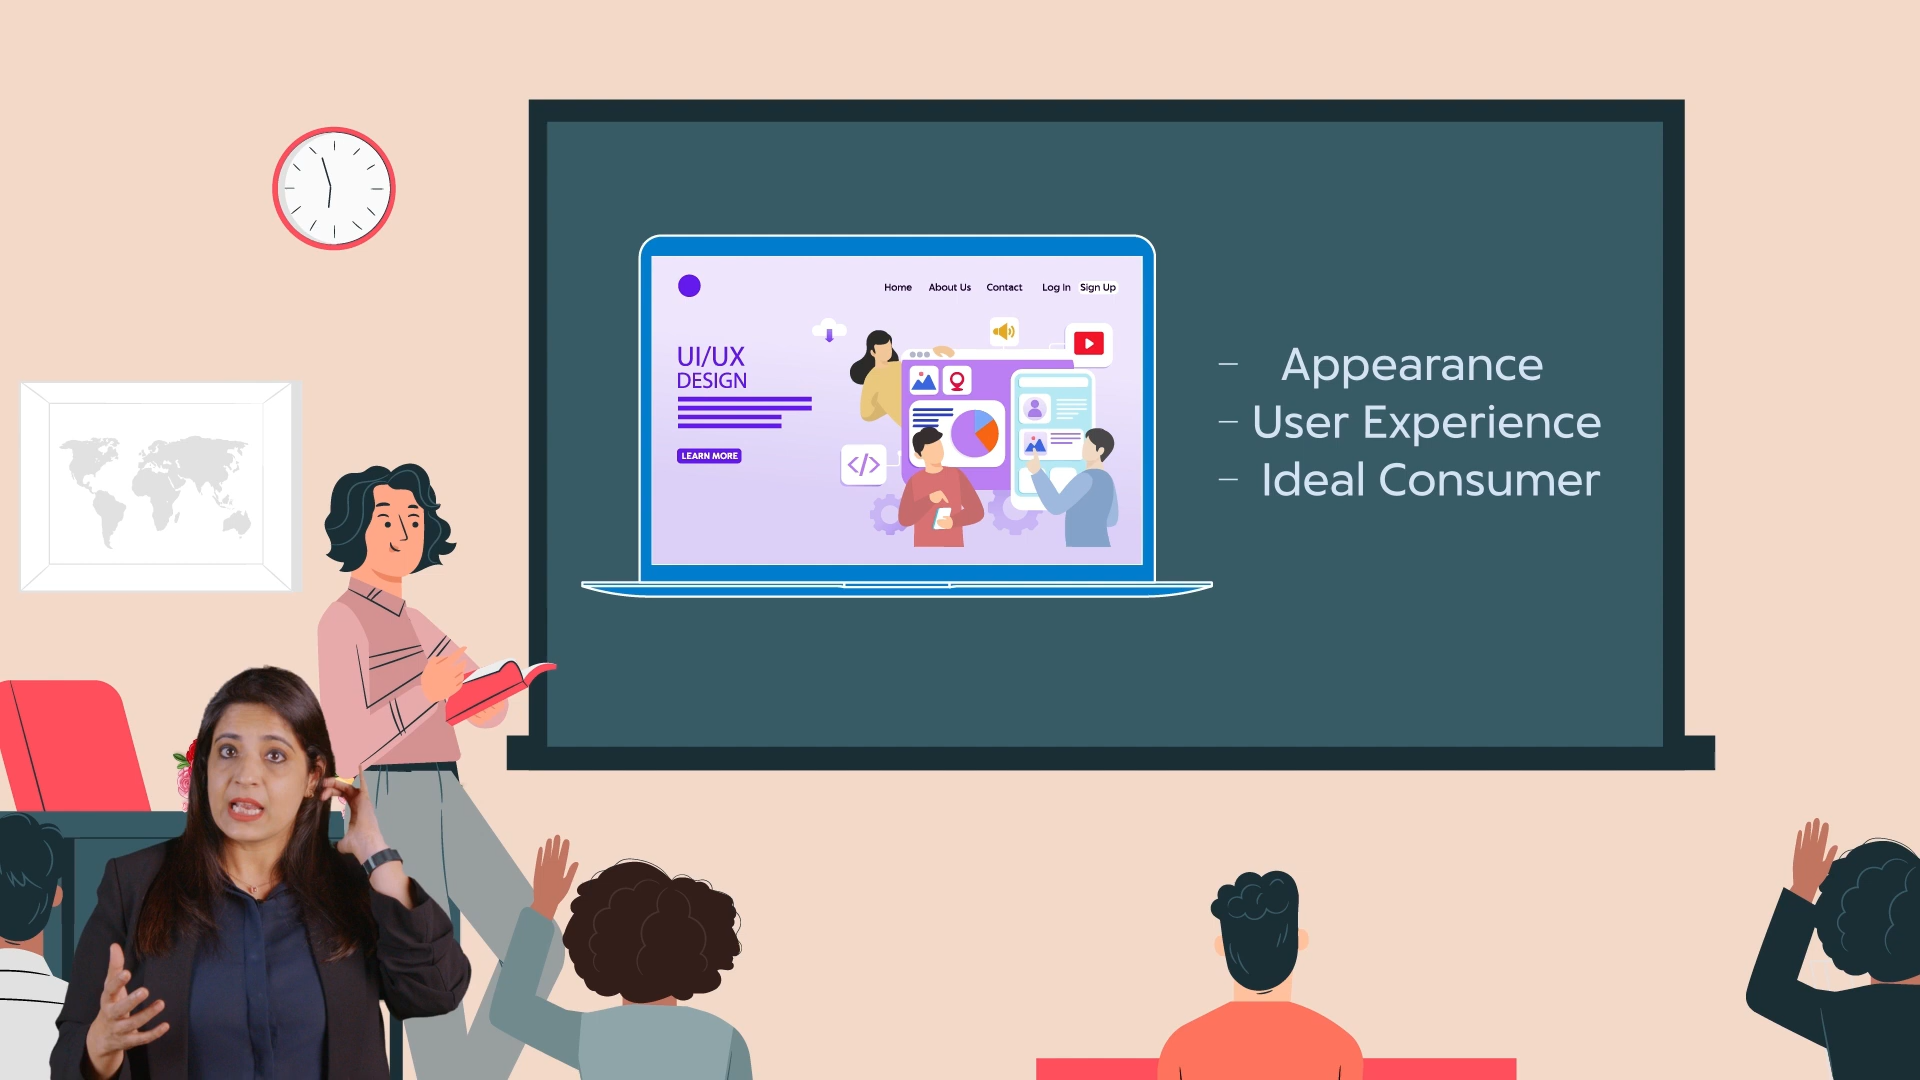 Home About Us Contact Log In Sign Up
UI/UX
DESIGN
LEARN MORE
</>
– Appearance
– User Experience
– Ideal Consumer